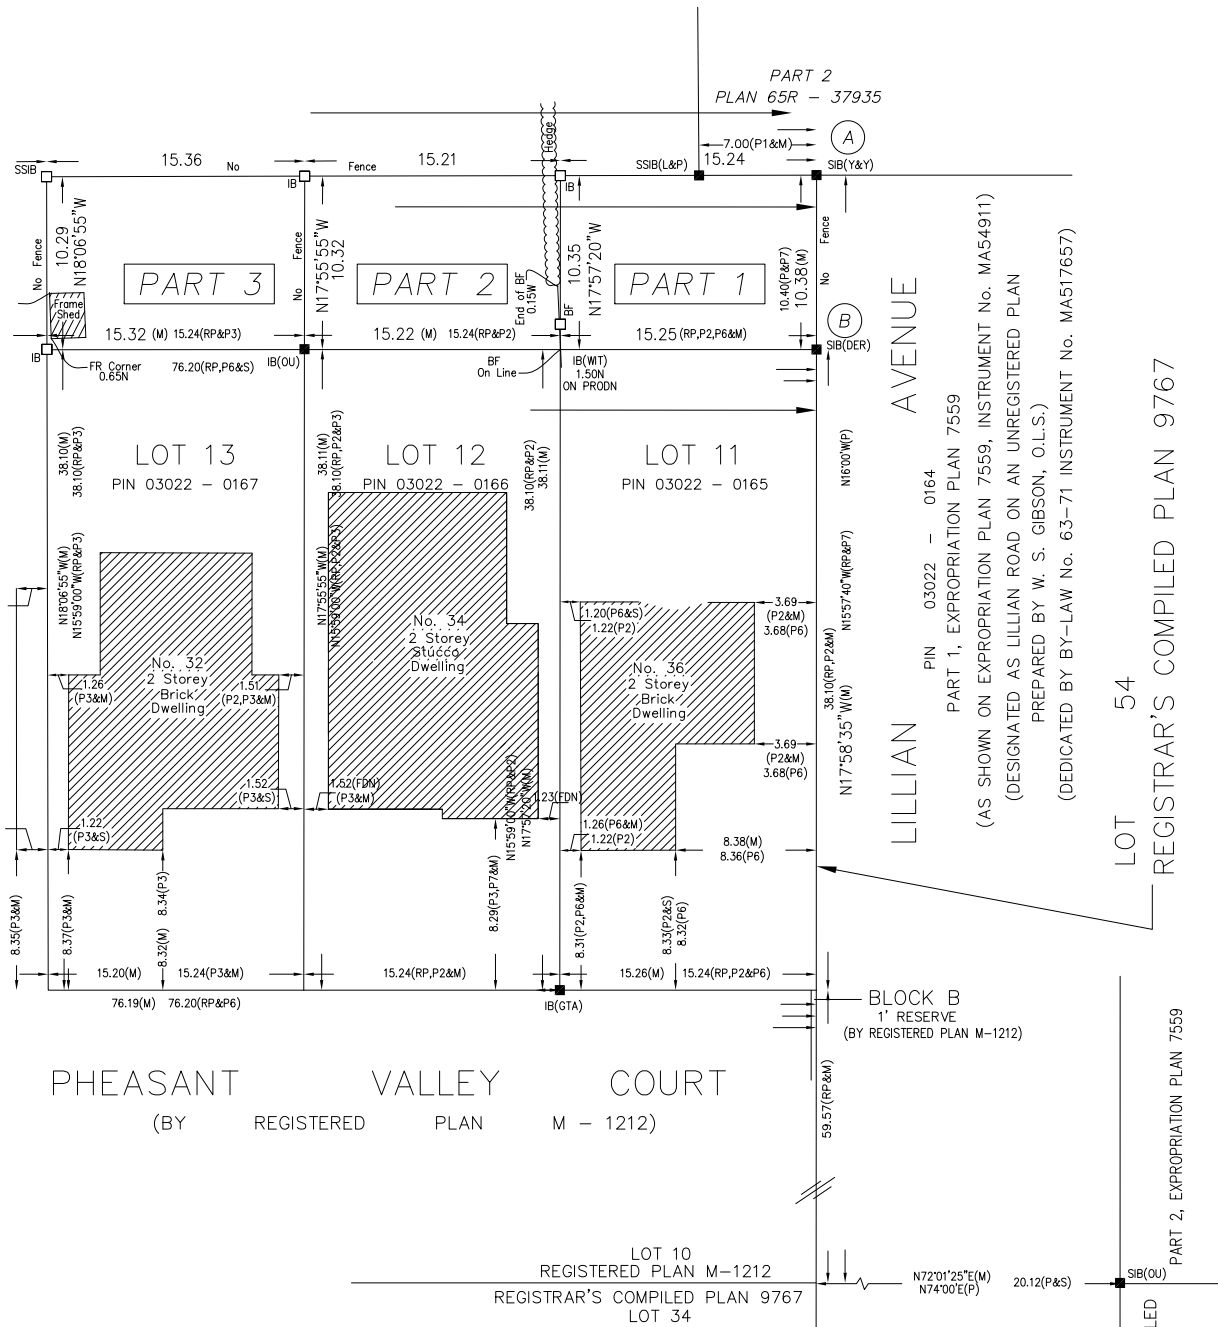 PART 2
PLAN 65R - 37935
7.00(P1&M)
A
SSIB
15.36
No
15.21
Fence
Hedge
SSIB(L&P)
15.24
SIB(Y&Y)
IB
IB
10.29
N18°06'55"W
No Fence
N17°55'55"W
10.32
No
Fence
10.35
N17°57'20"W
10.40(P&P7)
10.38(M)
Fence
No
PART 3
PART 2
PART 1
Frame
Shed
End of BF
0.15W
BF
B
15.32 (M) 15.24(RP&P3)
15.22 (M) 15.24(RP&P2)
15.25 (RP,P2,P6&M)
SIB(DER)
IB
FR Corner
0.65N
76.20(RP,P6&S)
IB(OU)
BF
On Line
IB(WIT)
1.50N
ON PRODN
LOT 13
PIN 03022 - 0167
LOT 12
PIN 03022 - 0166
LOT 11
PIN 03022 - 0165
38.10(M)
38.10(RP&P3)
N18°06'55"W(M)
N15°59'00"W(RP&P3)
38.11(M)
38.10(RP,P2&P3)
N17°55'55"W(M)
N15°59'00"W(RP,P2&P3)
38.10(RP&P2)
38.11(M)
N15°59'00"W(RP&P2)
N17°57'20"W(M)
N16°00'W(P)
N15°57'40"W(RP&P7)
38.10(RP,P2&M)
N17°58'35"W(M)
No. 32
2 Storey
Brick
Dwelling
No. 34
2 Storey
Stucco
Dwelling
No. 36
2 Storey
Brick
Dwelling
1.26
(P3&M)
1.51
(P2,P3&M)
1.52
(P3&S)
1.22
(P3&S)
1.52(FDN)
(P3&M)
1.23(FDN)
1.20(P6&S)
1.22(P2)
3.69
(P2&M)
3.68(P6)
3.69
(P2&M)
3.68(P6)
1.26(P6&M)
1.22(P2)
8.38(M)
8.36(P6)
8.35(P3&M)
8.37(P3&M)
8.32(M) 8.34(P3)
8.29(P3,P7&M)
8.31(P2,P6&M)
8.33(P2&S)
8.32(P6)
15.20(M) 15.24(P3&M)
15.24(RP,P2&M)
15.26(M) 15.24(RP,P2&P6)
76.19(M) 76.20(RP&P6)
IB(GTA)
BLOCK B
1' RESERVE
(BY REGISTERED PLAN M-1212)
PHEASANT VALLEY COURT
(BY REGISTERED PLAN M - 1212)
59.57(RP&M)
LILLIAN AVENUE
PIN 03022 - 0164
PART 1, EXPROPRIATION PLAN 7559
(AS SHOWN ON EXPROPRIATION PLAN 7559, INSTRUMENT No. MA54911)
(DESIGNATED AS LILLIAN ROAD ON AN UNREGISTERED PLAN
PREPARED BY W. S. GIBSON, O.L.S.)
(DEDICATED BY BY-LAW No. 63-71 INSTRUMENT No. MA517657)
LOT 54
REGISTRAR'S COMPILED PLAN 9767
LOT 10
REGISTERED PLAN M-1212
REGISTRAR'S COMPILED PLAN 9767
LOT 34
N72°01'25"E(M)
N74°00'E(P)
20.12(P&S)
SIB(OU)
PART 2, EXPROPRIATION PLAN 7559
LED